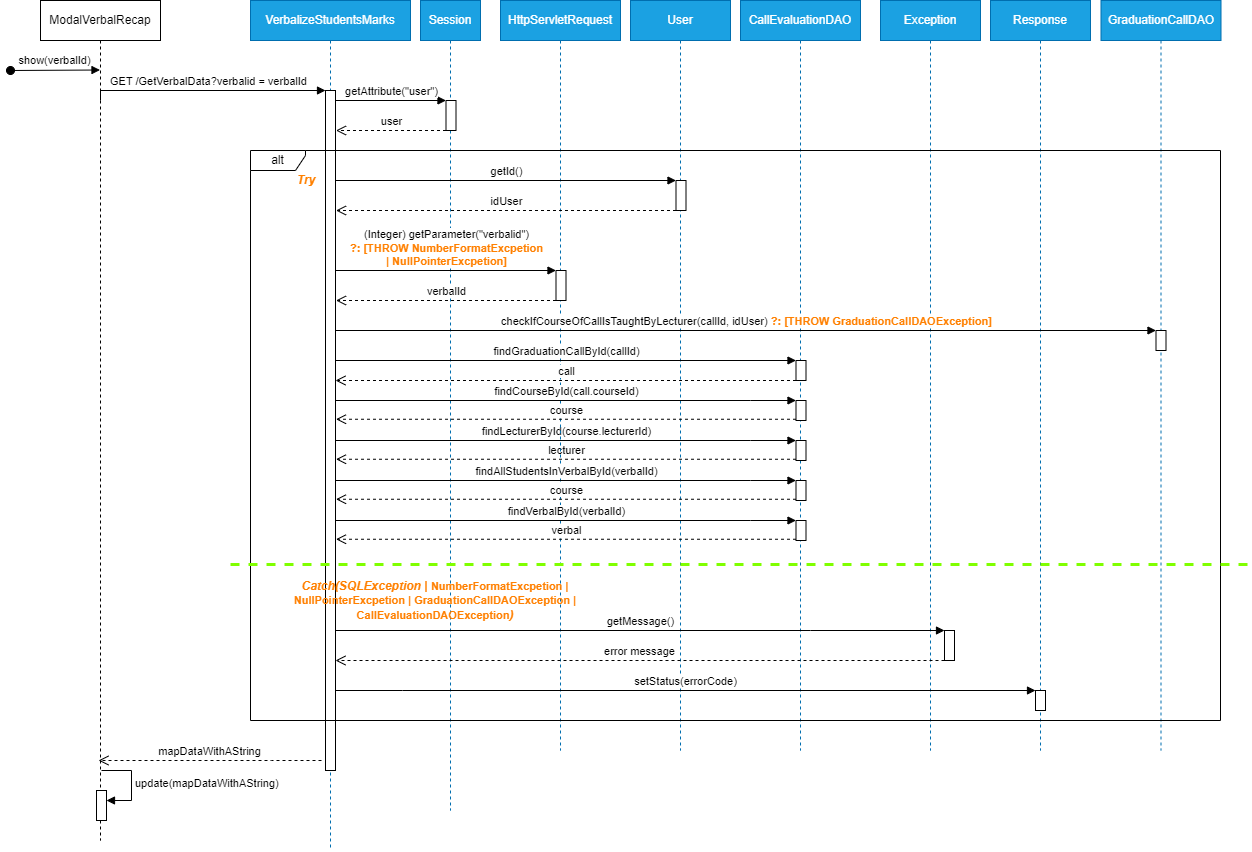 ModalVerbalRecap
VerbalizeStudentsMarks
Session
HttpServletRequest
User
CallEvaluationDAO
Exception
Response
GraduationCallDAO
show(verbalId)
GET /GetVerbalData?verbalid = verbalId
getAttribute("user")
user
alt
Try
getId()
idUser
(Integer) getParameter("verbalid")
?: [THROW NumberFormatExcpetion
| NullPointerExcpetion]
verbalId
checkIfCourseOfCallIsTaughtByLecturer(callId, idUser) ?: [THROW GraduationCallDAOException]
findGraduationCallById(callId)
call
findCourseById(call.courseId)
course
findLecturerById(course.lecturerId)
lecturer
findAllStudentsInVerbalById(verbalId)
course
findVerbalById(verbalId)
verbal
Catch(SQLException | NumberFormatExcpetion |
NullPointerExcpetion | GraduationCallDAOException |
CallEvaluationDAOException)
getMessage()
error message
setStatus(errorCode)
mapDataWithAString
update(mapDataWithAString)